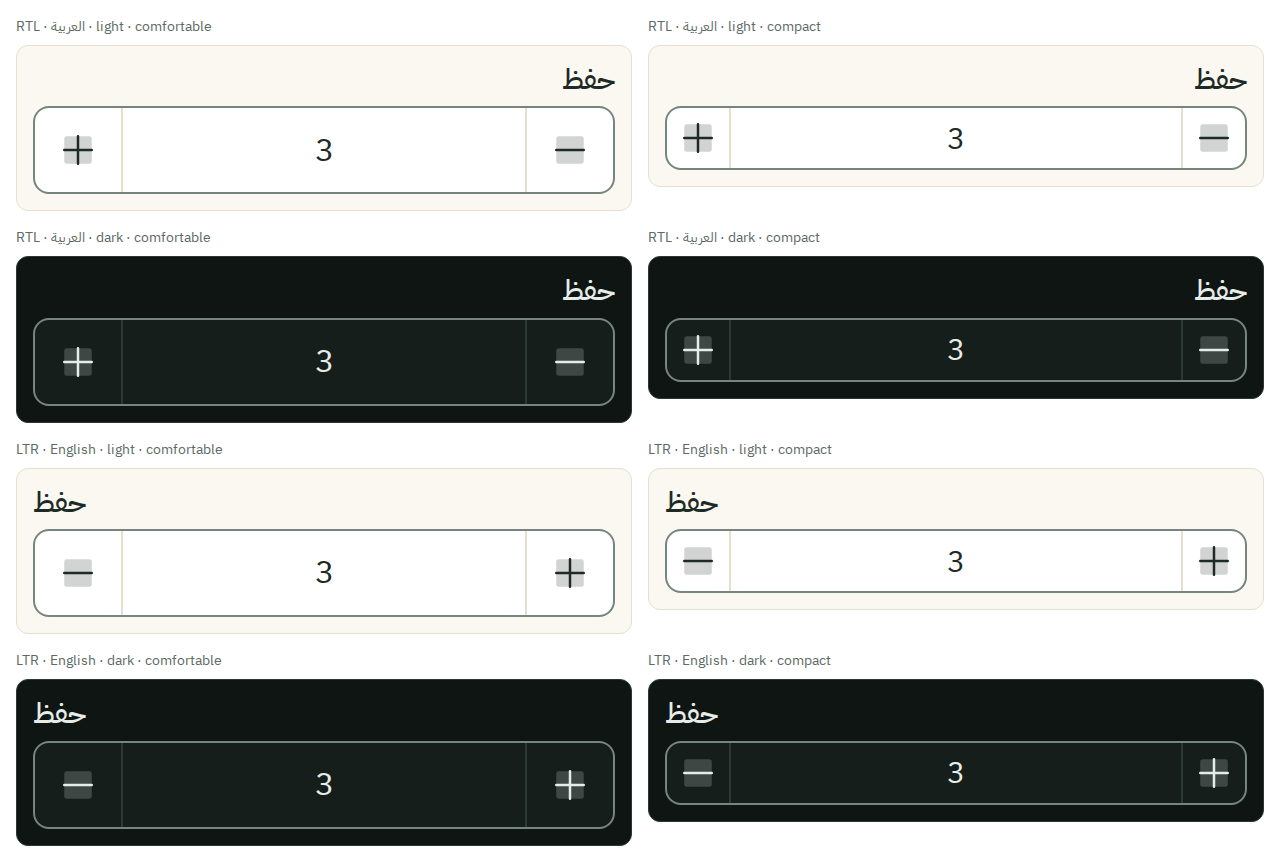 RTL · العربية · light · comfortable
حفظ
3
RTL · العربية · light · compact
حفظ
3
RTL · العربية · dark · comfortable
حفظ
3
RTL · العربية · dark · compact
حفظ
3
LTR · English · light · comfortable
حفظ
3
LTR · English · light · compact
حفظ
3
LTR · English · dark · comfortable
حفظ
3
LTR · English · dark · compact
حفظ
3